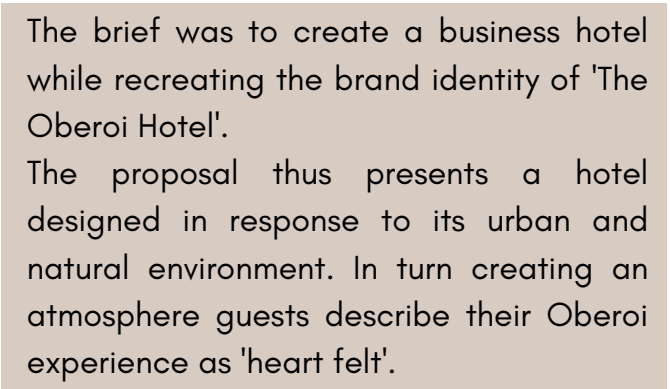 The brief was to create a business hotel
while recreating the brand identity of 'The
Oberoi Hotel'.
The proposal thus presents a hotel
designed in response to its urban and
natural environment. In turn creating an
atmosphere guests describe their Oberoi
experience as 'heart felt'.